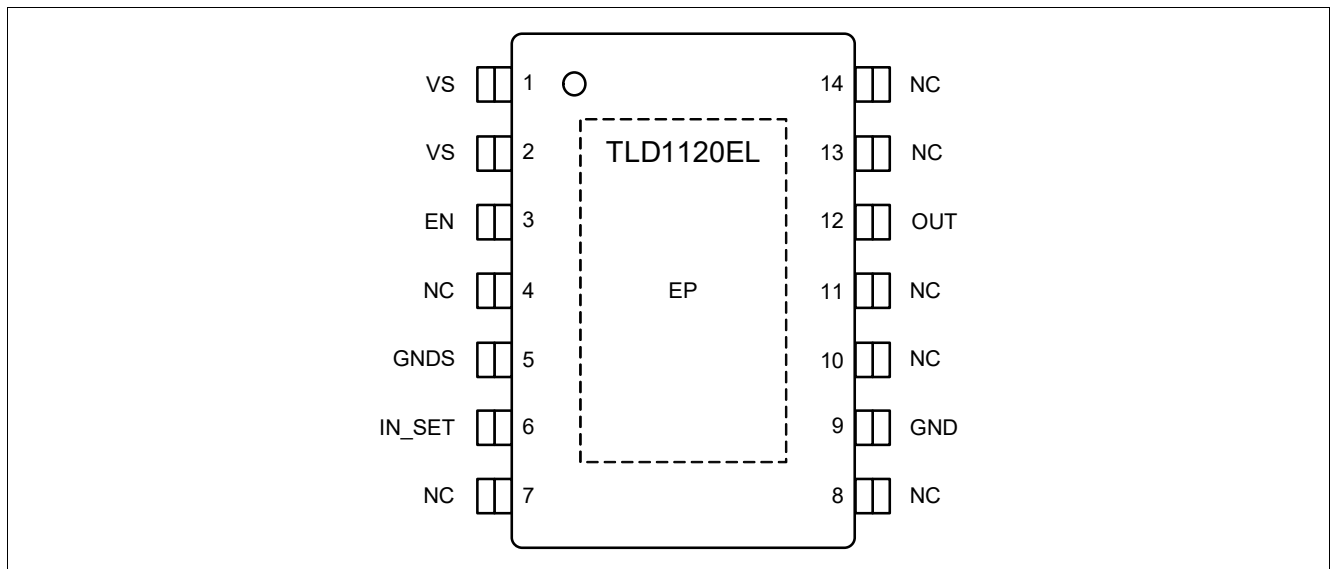 VS 1 14 NC
TLD1120EL
VS 2 13 NC
EN 3 12 OUT
NC 4 EP 11 NC
GNDS 5 10 NC
IN_SET 6 9 GND
NC 7 8 NC